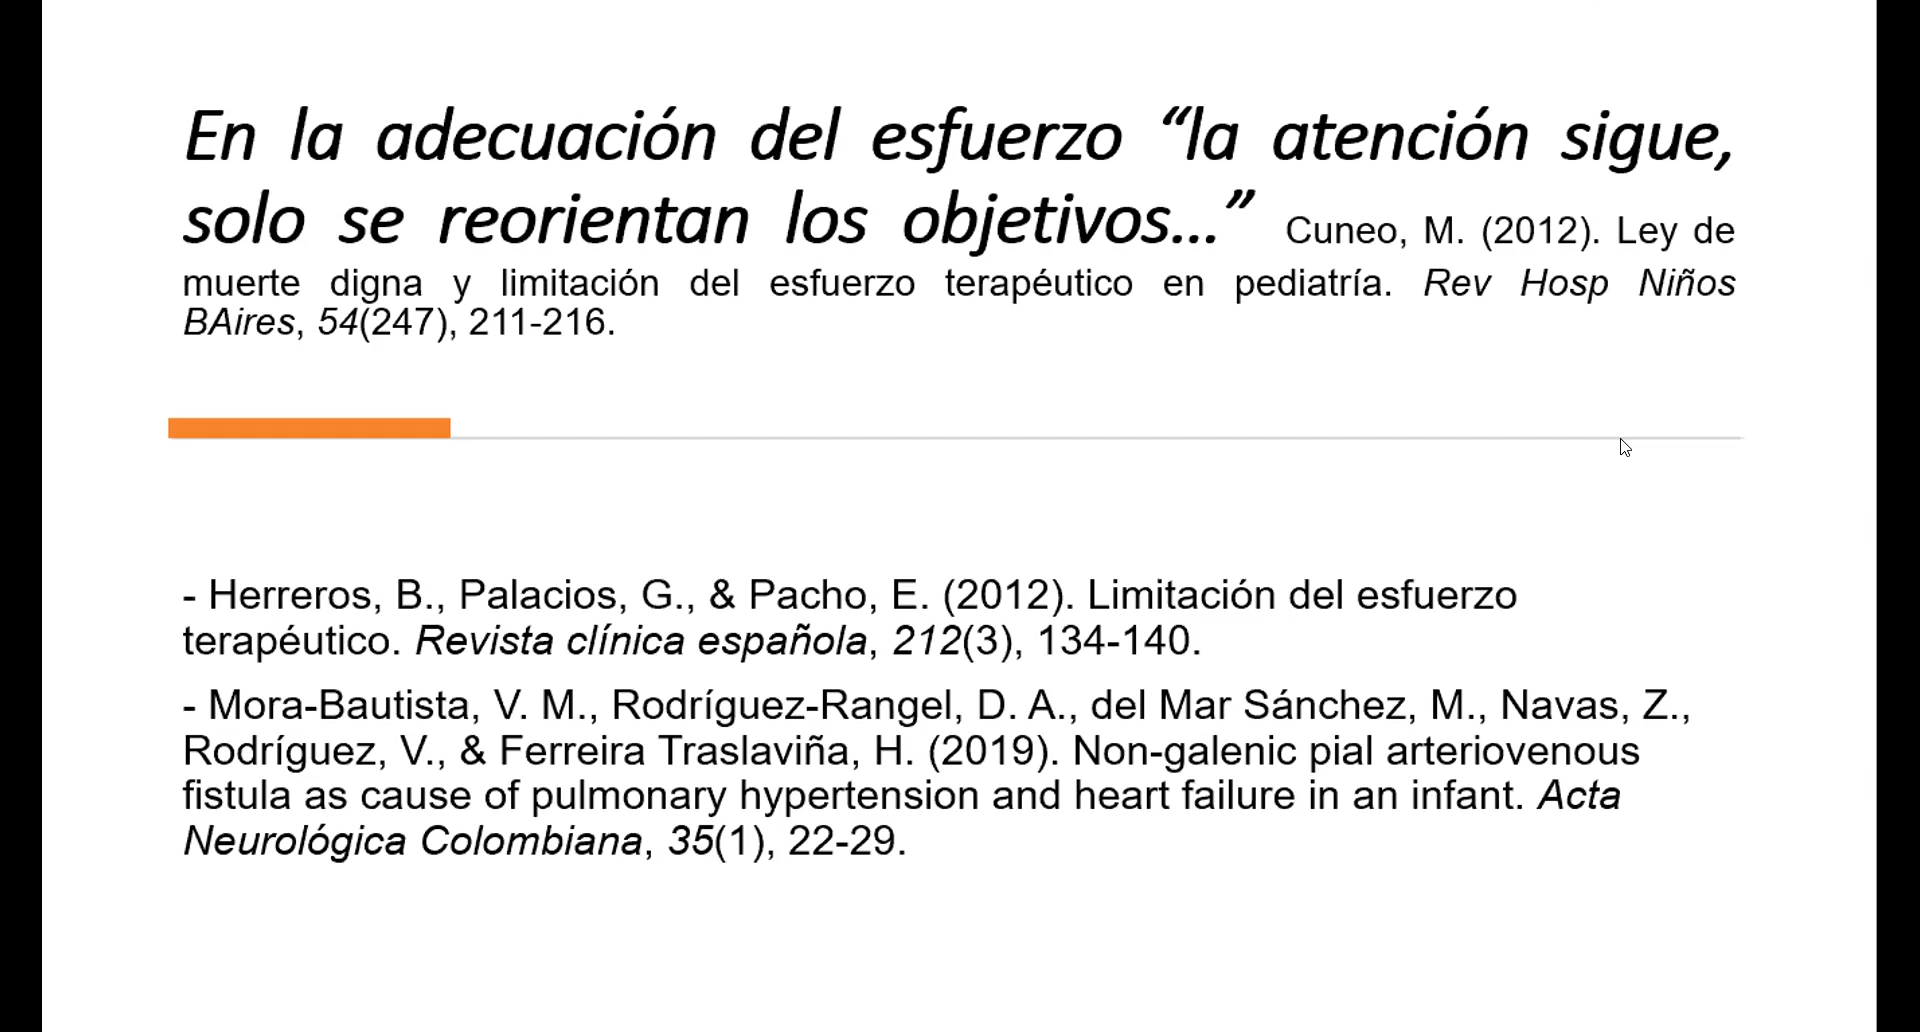 En la adecuación del esfuerzo “la atención sigue,
solo se reorientan los objetivos...” Cuneo, M. (2012). Ley de
muerte digna y limitación del esfuerzo terapéutico en pediatría. Rev Hosp Niños
BAires, 54(247), 211-216.
- Herreros, B., Palacios, G., & Pacho, E. (2012). Limitación del esfuerzo
terapéutico. Revista clínica española, 212(3), 134-140.
- Mora-Bautista, V. M., Rodríguez-Rangel, D. A., del Mar Sánchez, M., Navas, Z.,
Rodríguez, V., & Ferreira Traslaviña, H. (2019). Non-galenic pial arteriovenous
fistula as cause of pulmonary hypertension and heart failure in an infant. Acta
Neurológica Colombiana, 35(1), 22-29.